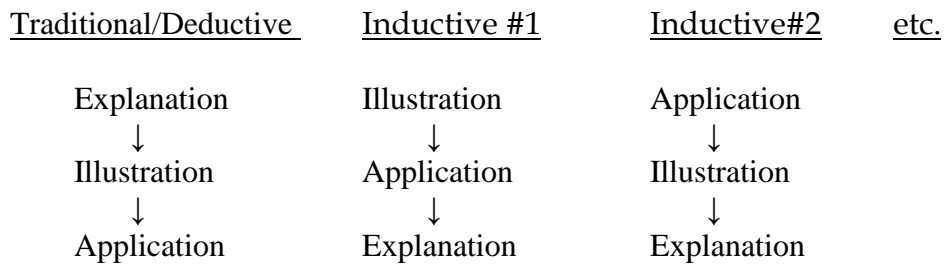 Traditional/Deductive Inductive #1 Inductive#2 etc.
Explanation Illustration Application
↓ ↓ ↓
Illustration Application Illustration
↓ ↓ ↓
Application Explanation Explanation